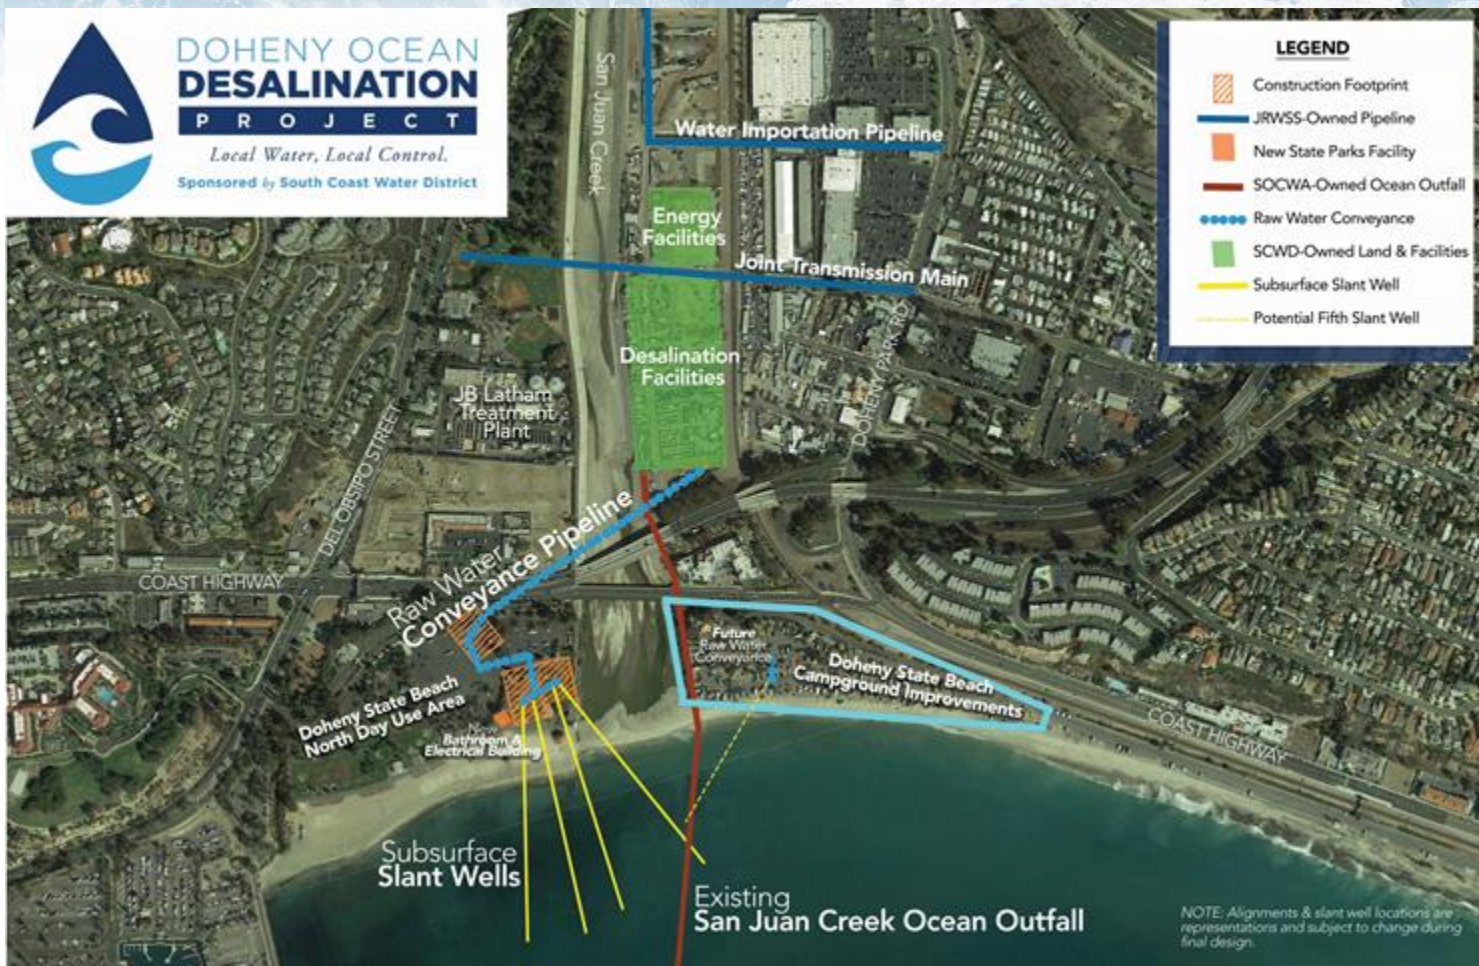 DOHENY OCEAN
DESALINATION
PROJECT
Local Water, Local Control.
Sponsored by South Coast Water District
San Juan Creek
Water Importation Pipeline
Energy
Facilities
Joint Transmission Main
Desalination
Facilities
JB Latham
Treatment
Plant
DOHENY PARK RD
DEL OBSIPO STREET
COAST HIGHWAY
Raw Water
Conveyance Pipeline
Future
Raw Water
Conveyance
Doheny State Beach
Campground Improvements
Doheny State Beach
North Day Use Area
New
Bathroom &
Electrical Building
COAST HIGHWAY
Subsurface
Slant Wells
Existing
San Juan Creek Ocean Outfall
LEGEND
Construction Footprint
JRWSS-Owned Pipeline
New State Parks Facility
SOCWA-Owned Ocean Outfall
Raw Water Conveyance
SCWD-Owned Land & Facilities
Subsurface Slant Well
Potential Fifth Slant Well
NOTE: Alignments & slant well locations are
representations and subject to change during
final design.